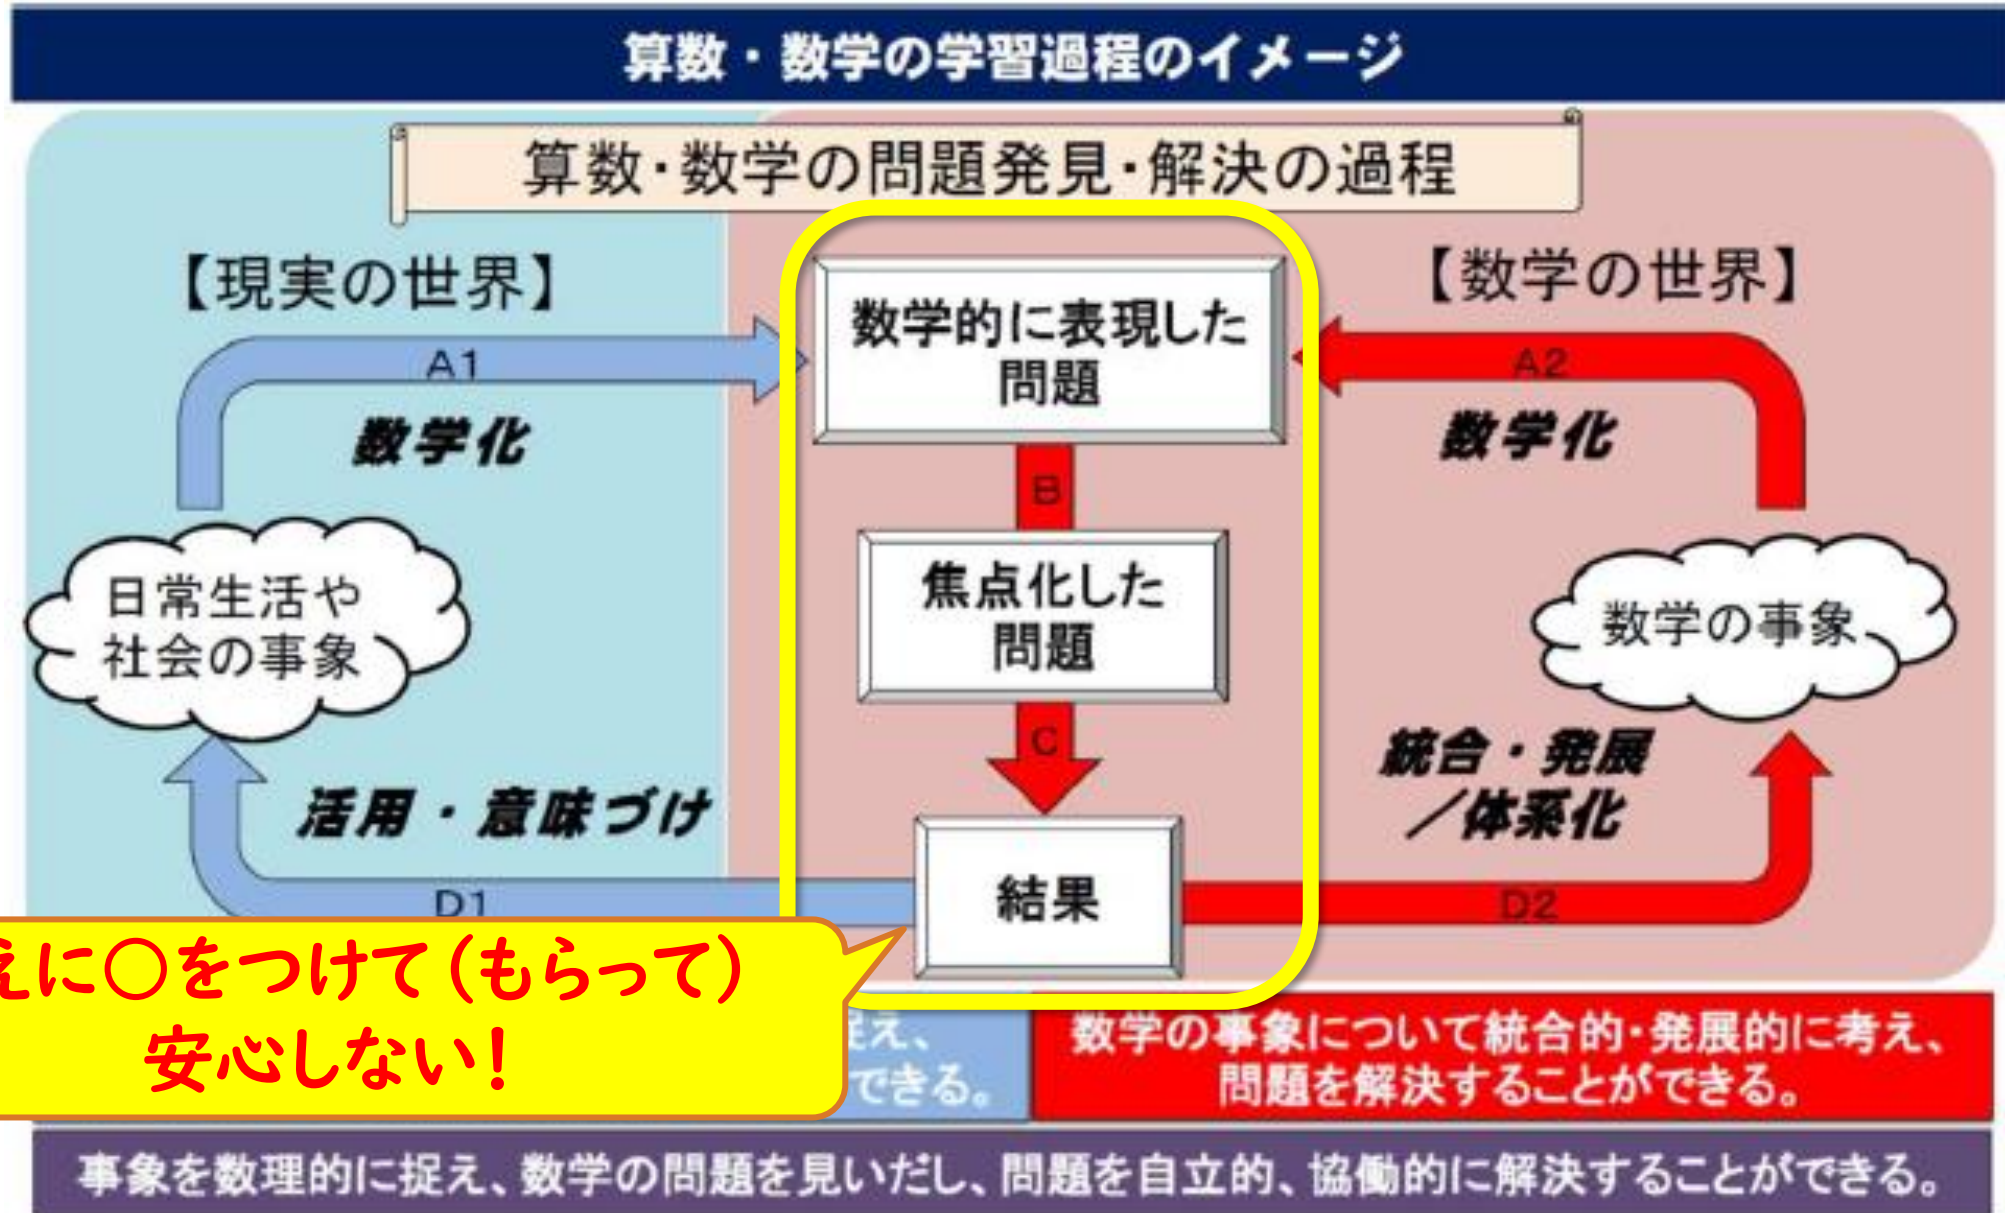 算数・数学の学習過程のイメージ
算数・数学の問題発見・解決の過程
【現実の世界】
【数学の世界】
数学的に表現した
問題
A1
A2
数学化
数学化
B
焦点化した
問題
日常生活や
社会の事象
数学の事象
C
活用・意味づけ
統合・発展
／体系化
結果
D1
D2
えに○をつけて(もらって)
安心しない!
捉え、
できる。
数学の事象について統合的・発展的に考え、
問題を解決することができる。
事象を数理的に捉え、数学の問題を見いだし、問題を自立的、協働的に解決することができる。